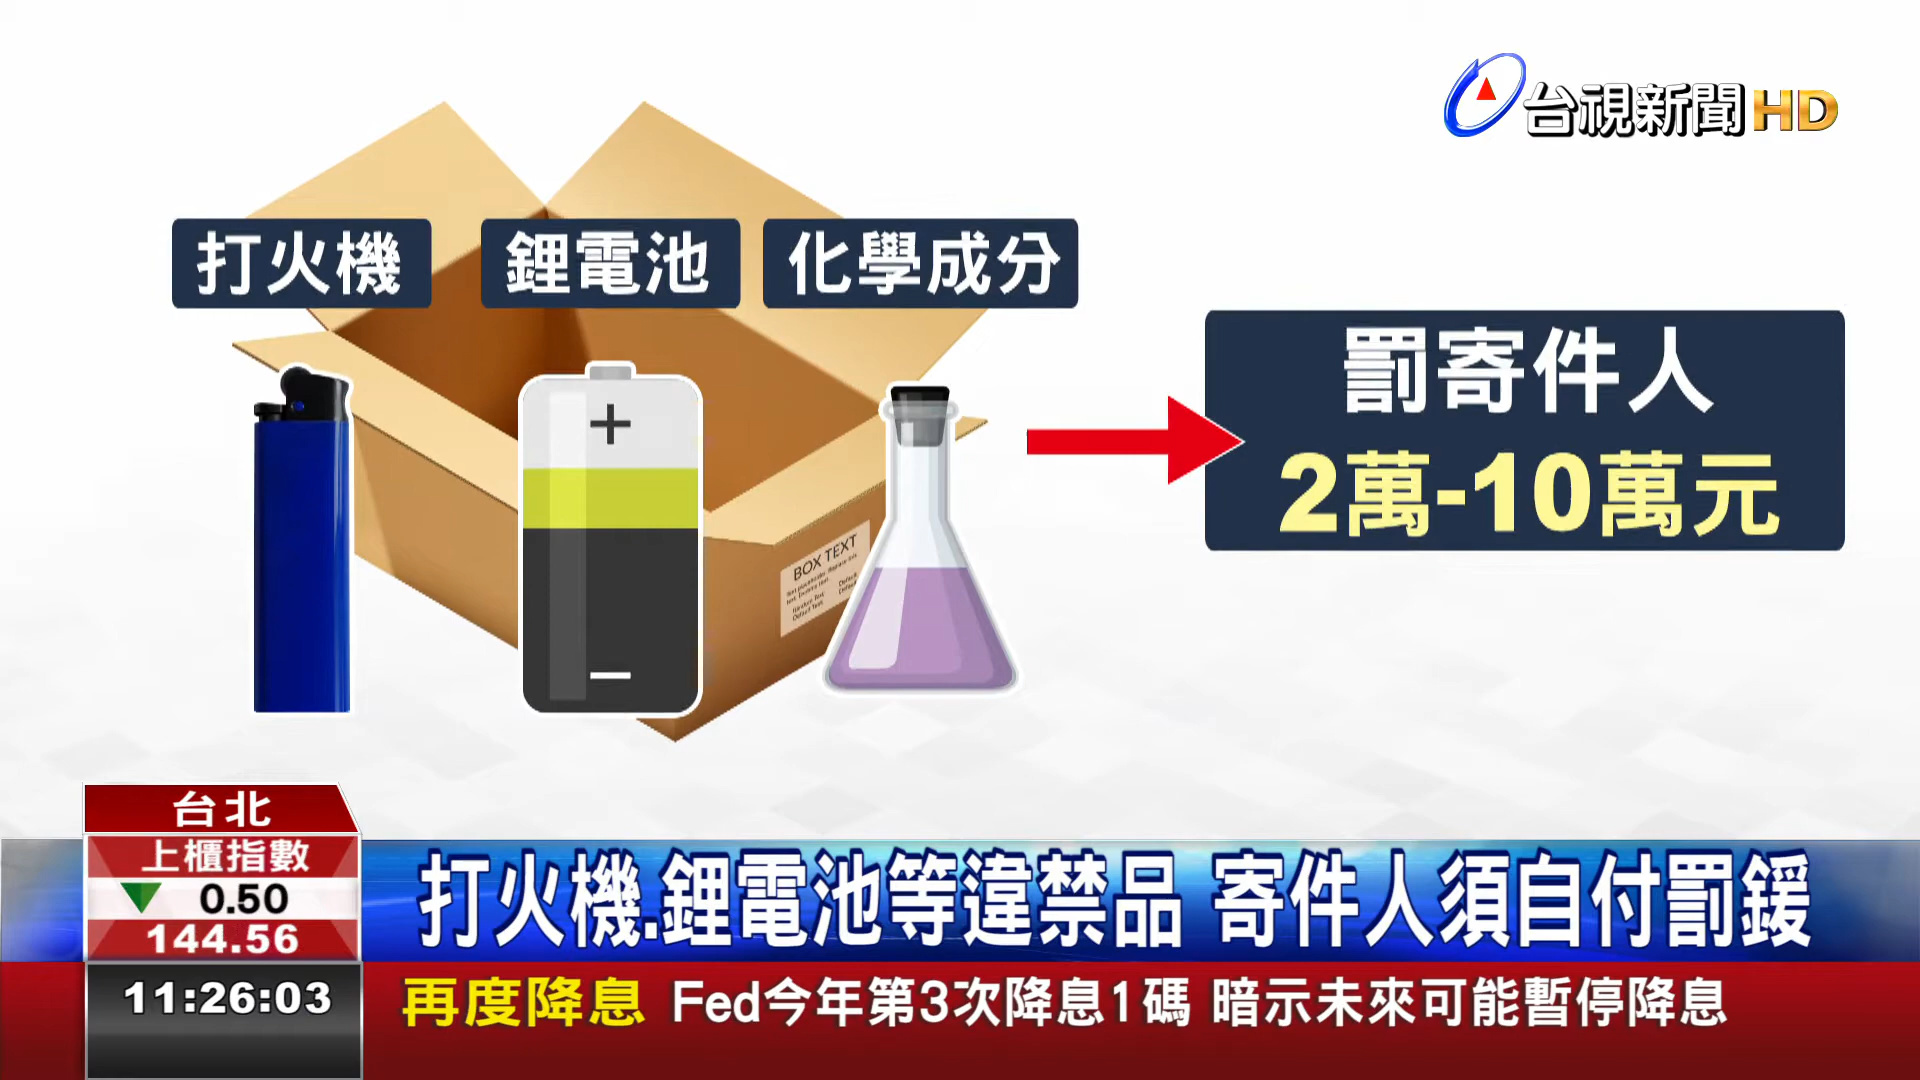 台視新聞HD
打火機
鋰電池
化學成分
罰寄件人
2萬-10萬元
BOX TEXT
Default Text
台北
上櫃指數
0.50
144.56
11:26:03
打火機.鋰電池等違禁品 寄件人須自付罰鍰
再度降息 Fed今年第3次降息1碼 暗示未來可能暫停降息